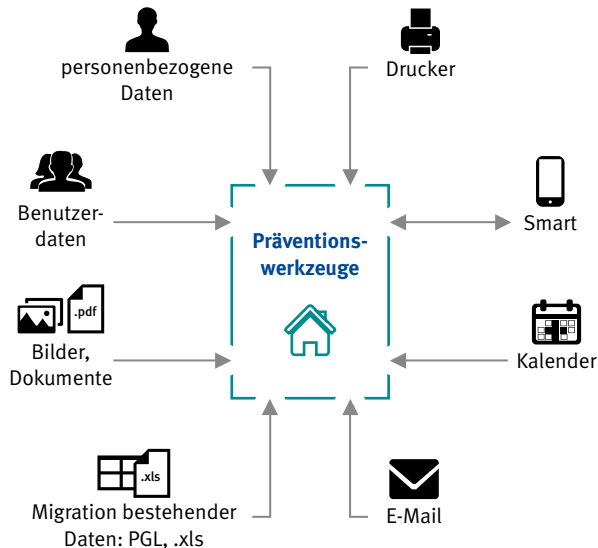 personenbezogene
Daten
Drucker
Benutzer-
daten
Smart
Präventions-
werkzeuge
.pdf
Bilder,
Dokumente
Kalender
.xls
Migration bestehender
Daten: PGL, .xls
E-Mail